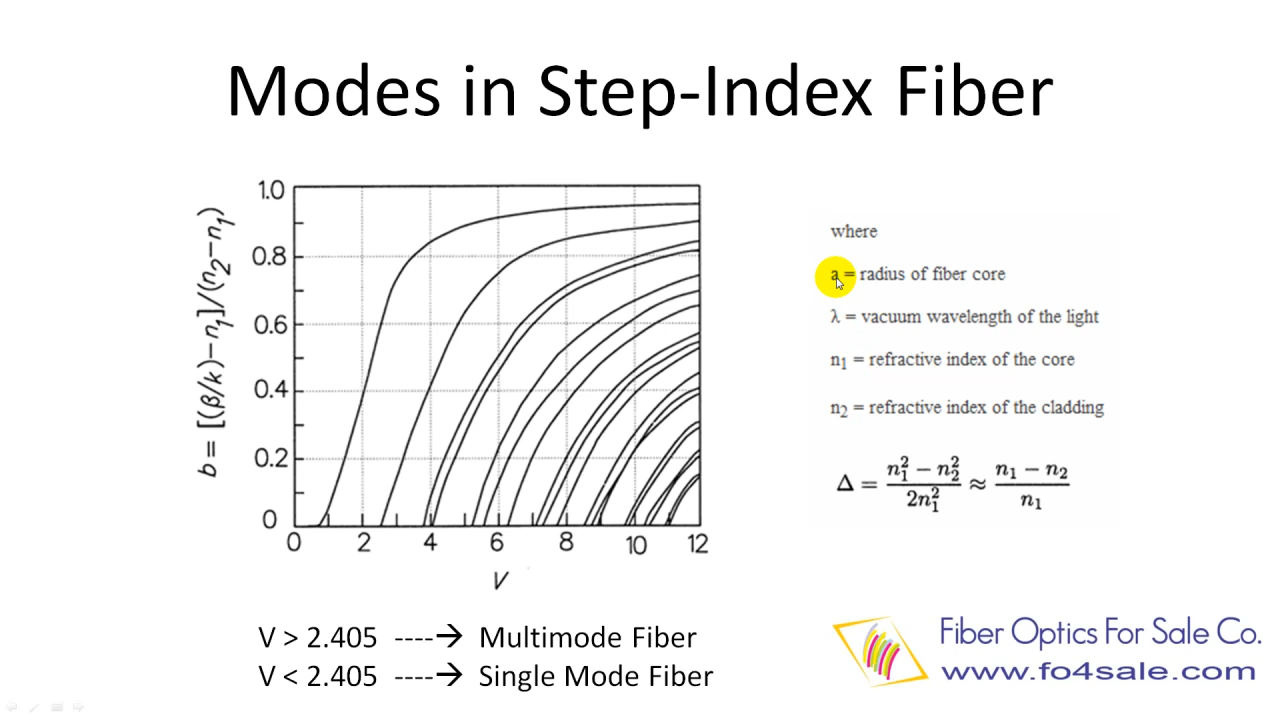 Modes in Step-Index Fiber
1.0
0.8
0.6
0.4
0.2
0
b = [(β/k)−n₁]/(n₂−n₁)
0 2 4 6 8 10 12
V
where
a = radius of fiber core
λ = vacuum wavelength of the light
n₁ = refractive index of the core
n₂ = refractive index of the cladding
Δ = (n₁² − n₂²)/(2n₁²) ≈ (n₁ − n₂)/n₁
V > 2.405 ----→ Multimode Fiber
V < 2.405 ----→ Single Mode Fiber
Fiber Optics For Sale Co.
www.fo4sale.com